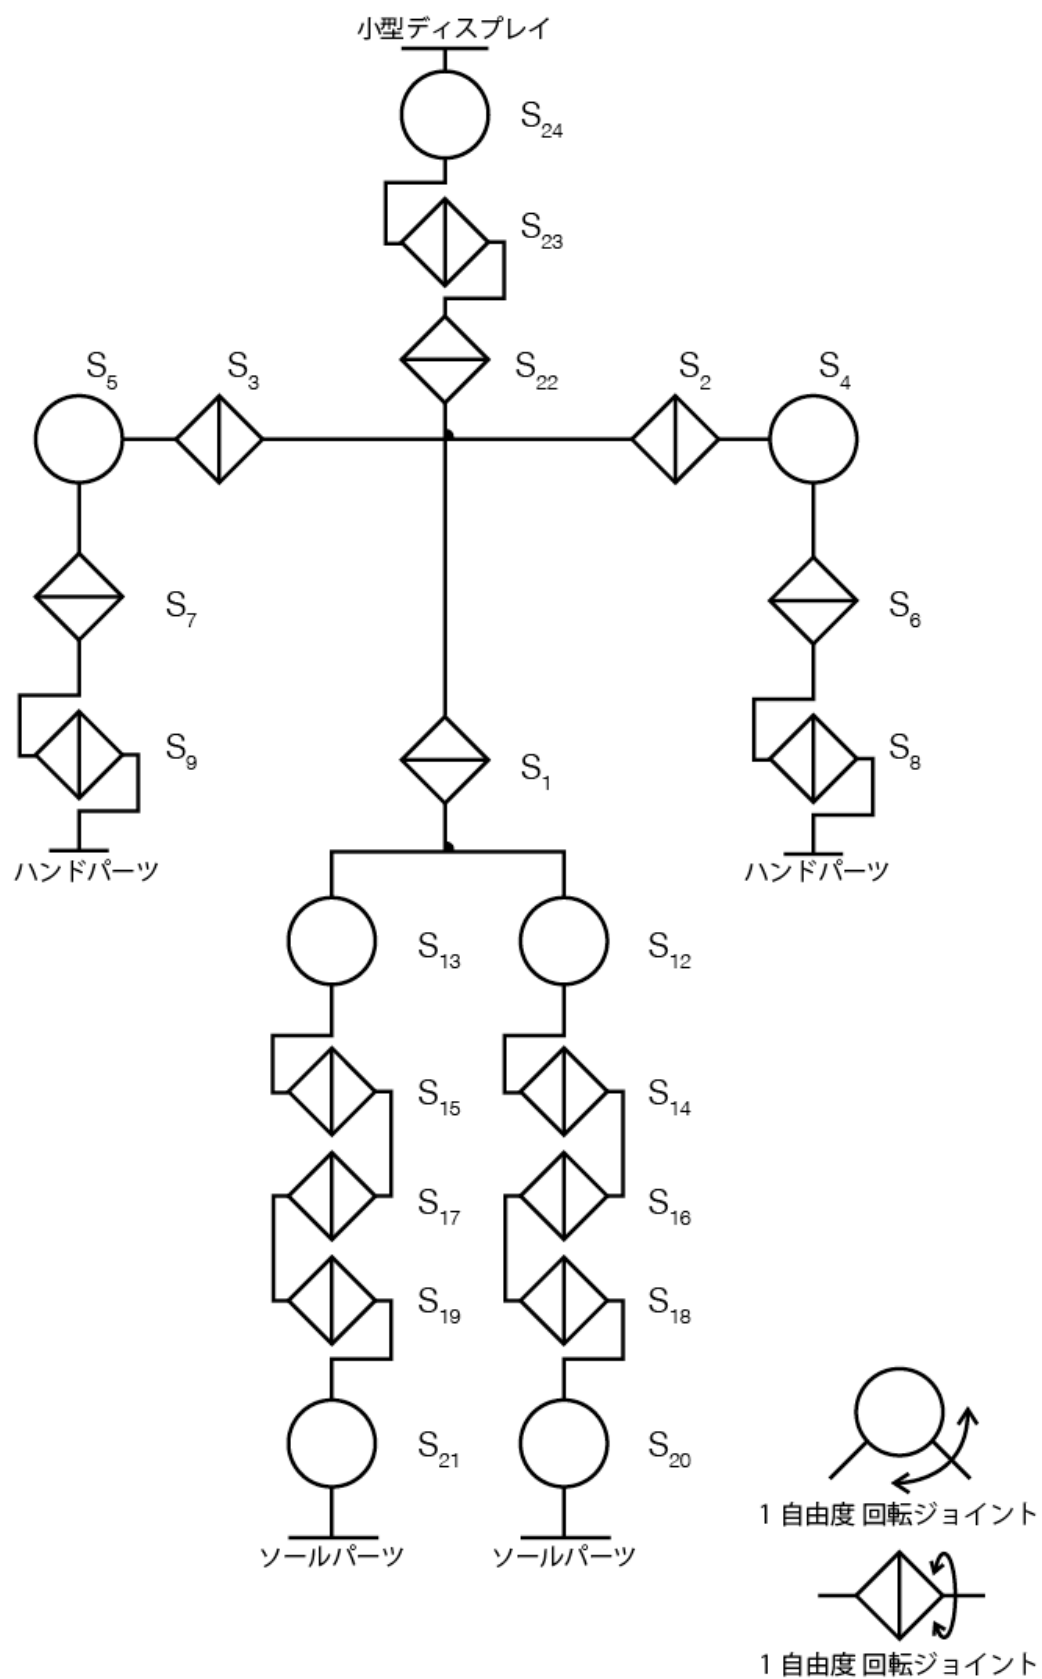 小型ディスプレイ
S24
S23
S5
S3
S22
S2
S4
S7
S6
S9
S8
S1
ハンドパーツ
ハンドパーツ
S13
S12
S15
S14
S17
S16
S19
S18
S21
S20
1 自由度 回転ジョイント
ソールパーツ
ソールパーツ
1 自由度 回転ジョイント